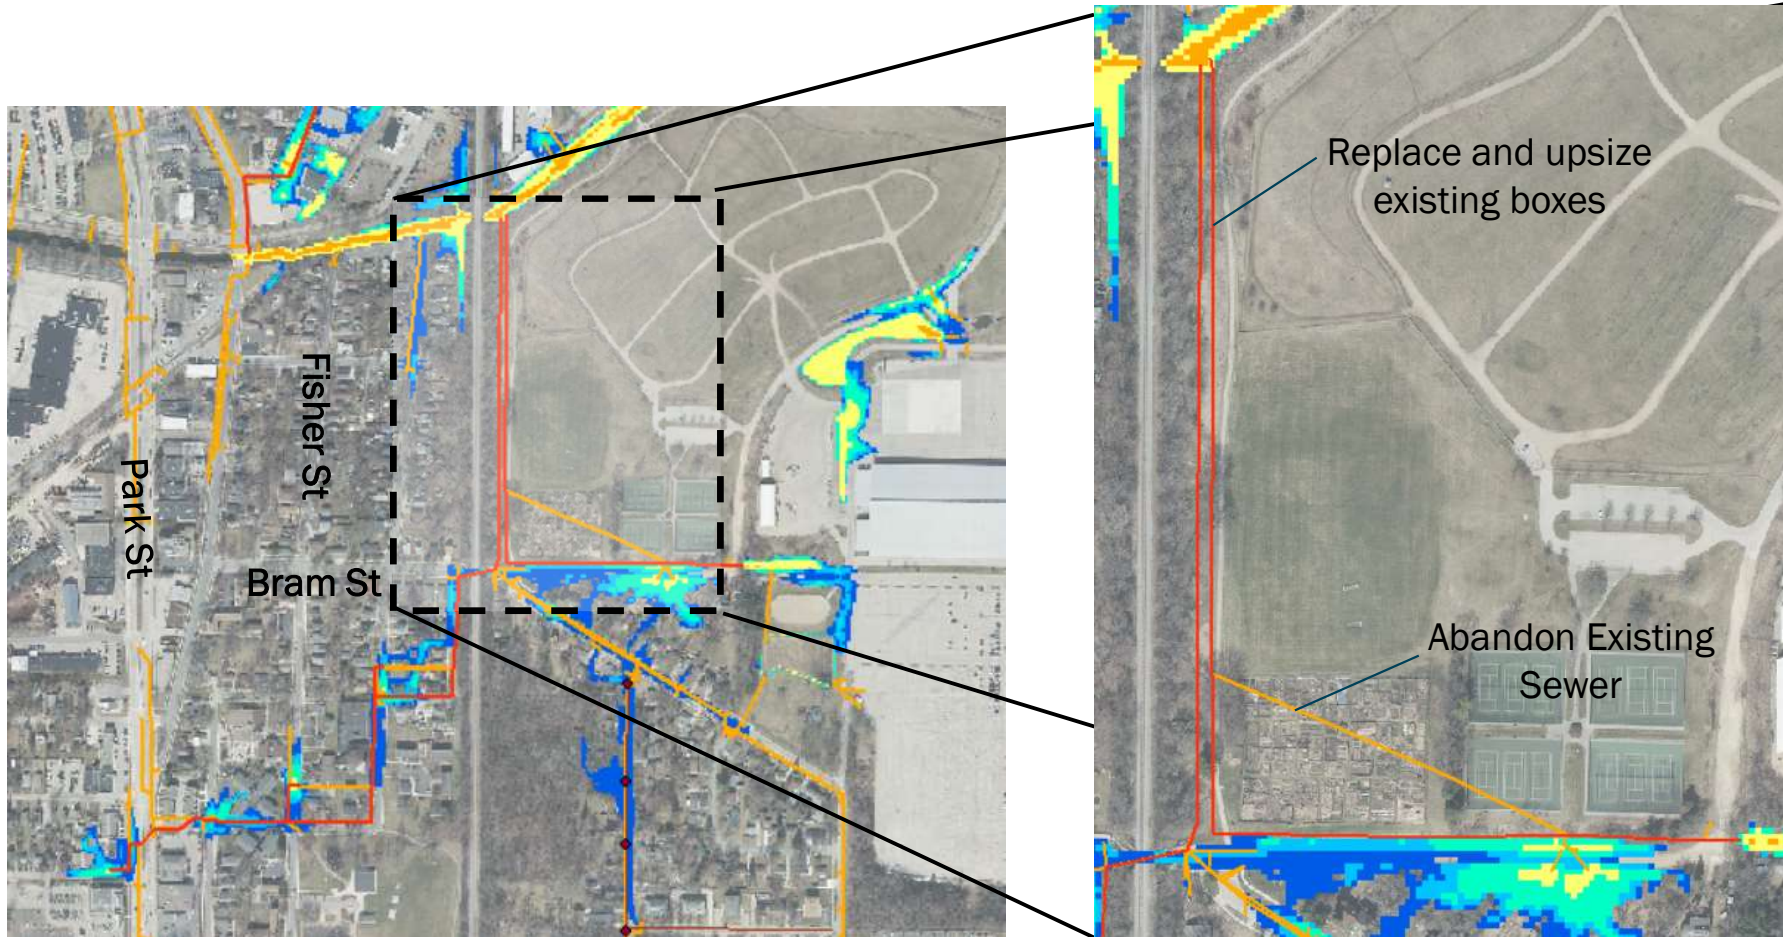 Park St
Fisher St
Bram St
Replace and upsize
existing boxes
Abandon Existing
Sewer